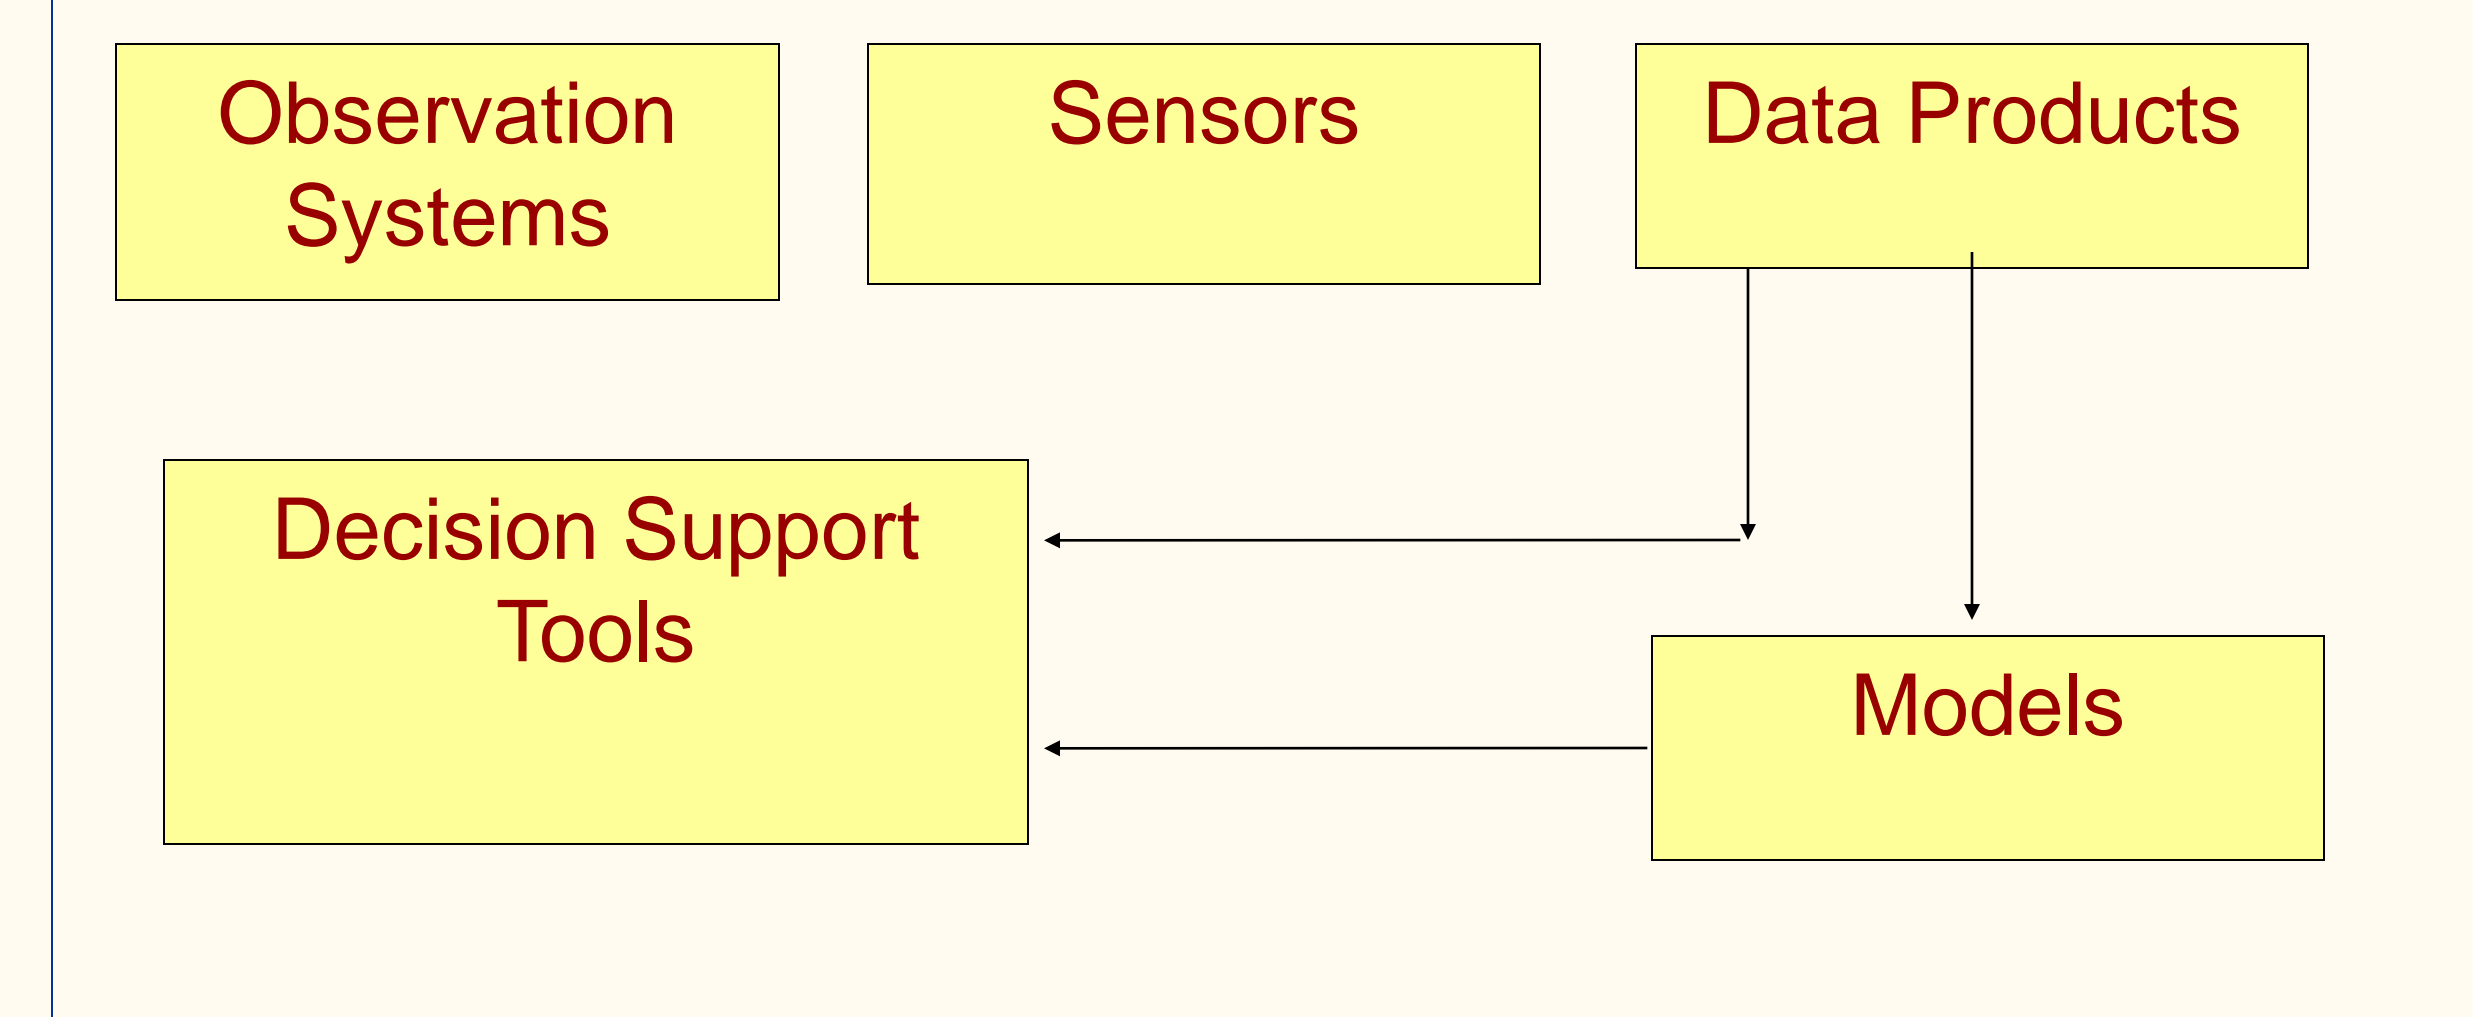 Observation
Systems
Sensors
Data Products
Decision Support
Tools
Models